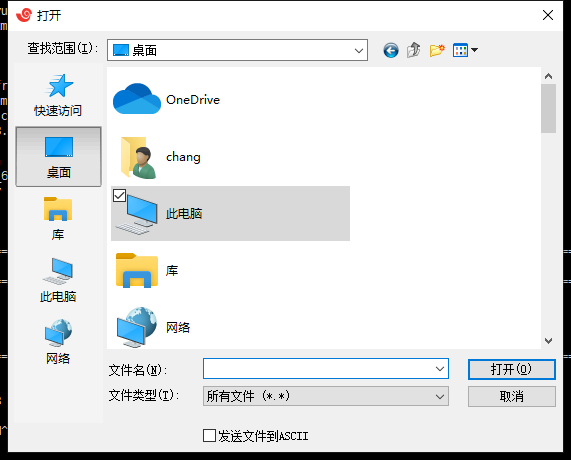 打开
查找范围(I):
桌面
快速访问
桌面
库
此电脑
网络
OneDrive
chang
此电脑
库
网络
文件名(N):
打开(O)
文件类型(T):
所有文件 (*.*)
取消
发送文件到ASCII